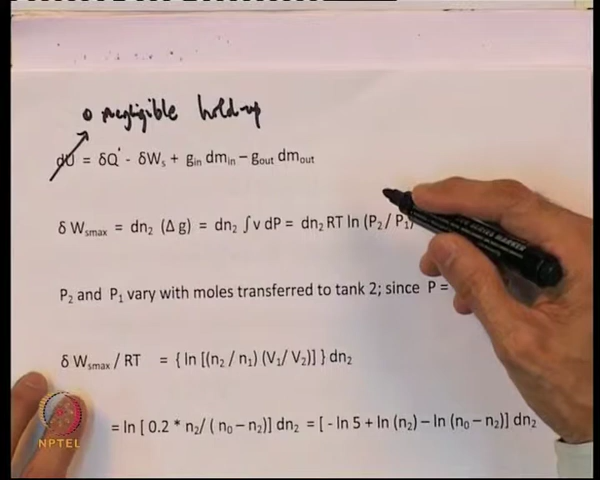 0 negligible hold-up
dU = δQ' - δWs + gin dmin – gout dmout
δ Wsmax = dn2 (Δ g) = dn2 ∫v dP = dn2 RT ln (P2 / P1)
P2 and P1 vary with moles transferred to tank 2; since P =
δ Wsmax / RT = { ln [(n2 / n1) (V1/ V2)] } dn2
= ln [ 0.2 * n2/ ( n0 – n2)] dn2 = [ - ln 5 + ln (n2) – ln (n0 – n2)] dn2
NPTEL